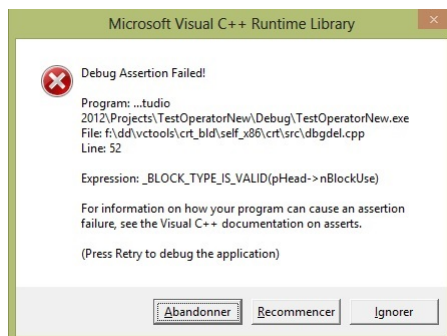 Microsoft Visual C++ Runtime Library
Debug Assertion Failed!
Program: ...tudio
2012\Projects\TestOperatorNew\Debug\TestOperatorNew.exe
File: f:\dd\vctools\crt_bld\self_x86\crt\src\dbgdel.cpp
Line: 52
Expression: _BLOCK_TYPE_IS_VALID(pHead->nBlockUse)
For information on how your program can cause an assertion
failure, see the Visual C++ documentation on asserts.
(Press Retry to debug the application)
Abandonner Recommencer Ignorer